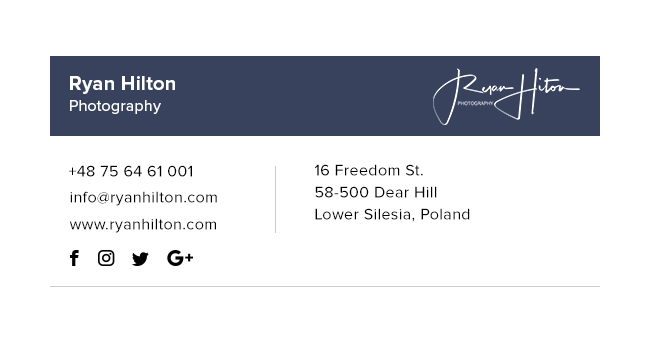 Ryan Hilton
Photography
Ryan Hilton
PHOTOGRAPHY
+48 75 64 61 001
info@ryanhilton.com
www.ryanhilton.com
16 Freedom St.
58-500 Dear Hill
Lower Silesia, Poland
f
G+